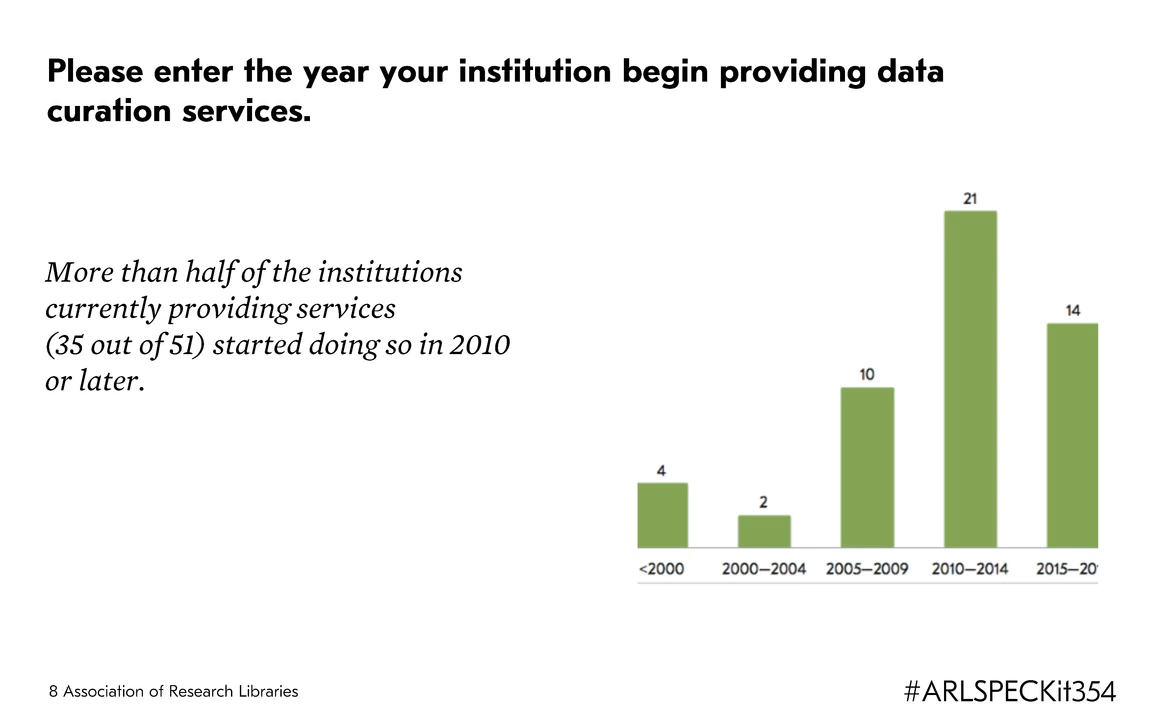 Please enter the year your institution begin providing data
curation services.
More than half of the institutions
currently providing services
(35 out of 51) started doing so in 2010
or later.
21
14
10
4
2
<2000 2000–2004 2005–2009 2010–2014 2015–20
8 Association of Research Libraries
#ARLSPECKit354